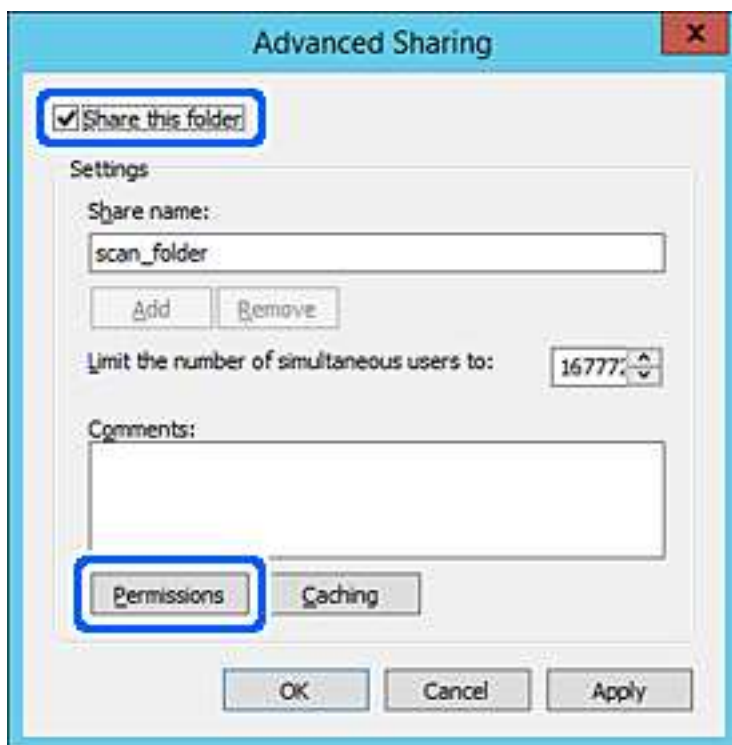 Advanced Sharing
x
Share this folder
Settings
Share name:
scan_folder
Add Remove
Limit the number of simultaneous users to:
Comments:
Permissions Caching
OK Cancel Apply